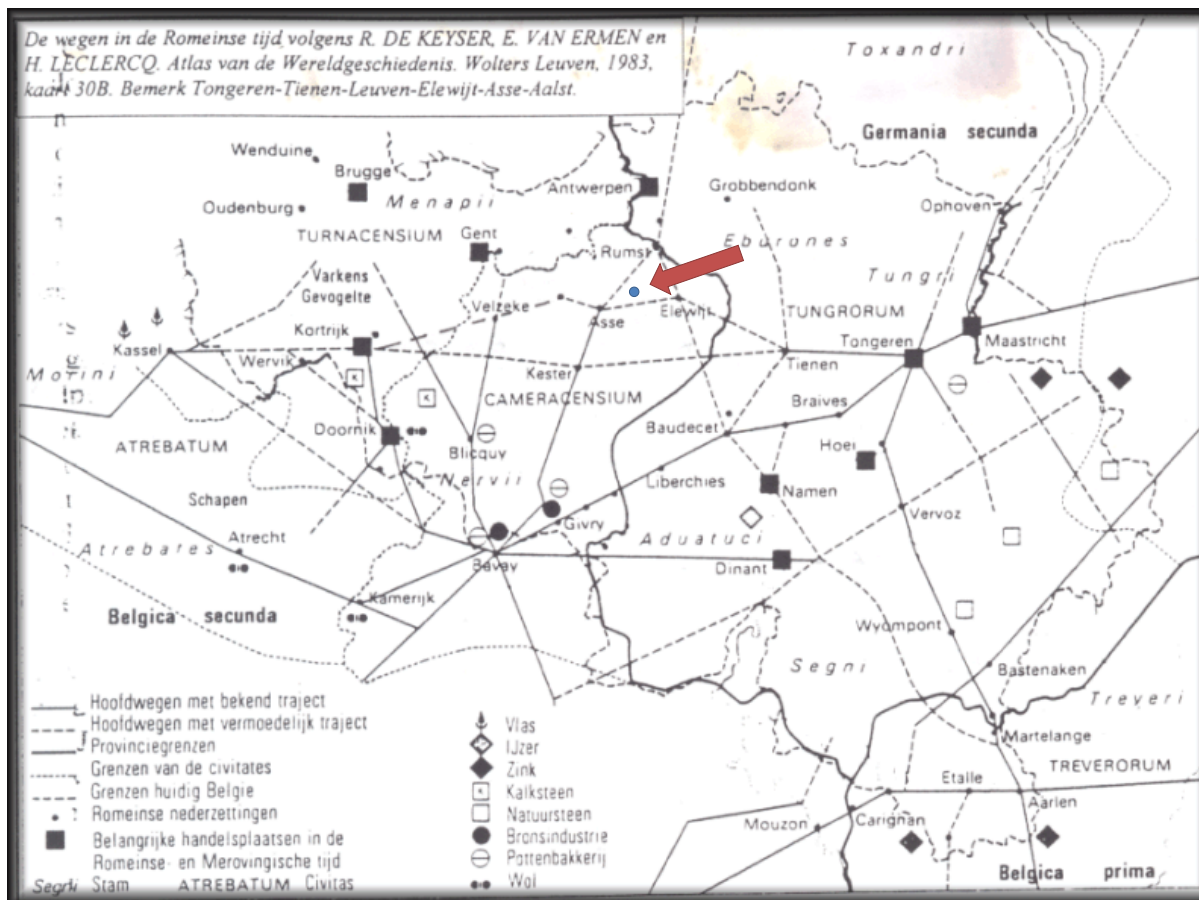 De wegen in de Romeinse tijd volgens R. DE KEYSER, E. VAN ERMEN en
H. LECLERCQ. Atlas van de Wereldgeschiedenis. Wolters Leuven, 1983,
kaart 30B. Bemerk Tongeren-Tienen-Leuven-Elewijt-Asse-Aalst.
Toxandri
Germania secunda
Wenduine
Brugge
Antwerpen
Grobbendonk
Oudenburg
Menapii
Ophoven
TURNACENSIUM
Gent
Rumst
Eburones
Varkens
Gevogelte
Tungri
Velzeke
Asse
Elewijt
TUNGRORUM
Kortrijk
Kassel
Wervik
Tongeren
Maastricht
Morini
Kester
Tienen
CAMERACENSIUM
Braives
Doornik
Baudecet
ATREBATUM
Blicquy
Hoei
Nervii
Liberchies
Namen
Schapen
Vervoz
Atrecht
Givry
Atrebates
Aduatuci
Bavay
Dinant
Kamerijk
Belgica secunda
Wyompont
Segni
Bastenaken
Treveri
Martelange
TREVERORUM
Etalle
Aarlen
Mouzon
Carignan
Belgica prima
Hoofdwegen met bekend traject
Hoofdwegen met vermoedelijk traject
Provinciegrenzen
Grenzen van de civitates
Grenzen huidig Belgie
Romeinse nederzettingen
Belangrijke handelsplaatsen in de
Romeinse- en Merovingische tijd
Segni Stam ATREBATUM Civitas
Vlas
IJzer
Zink
Kalksteen
Natuursteen
Bronsindustrie
Pottenbakkerij
Wol